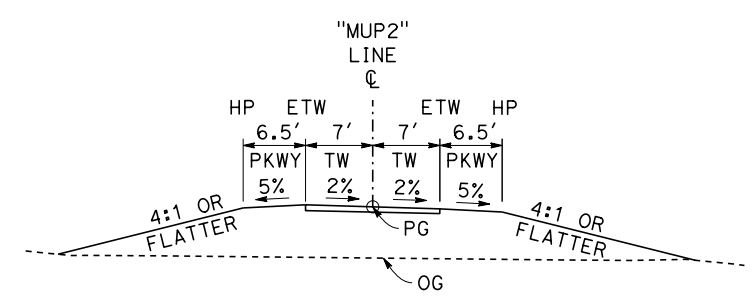 "MUP2"
LINE
℄
HP ETW ETW HP
6.5' 7' 7' 6.5'
PKWY TW TW PKWY
5% 2% 2% 5%
4:1 OR
FLATTER
4:1 OR
FLATTER
PG
OG